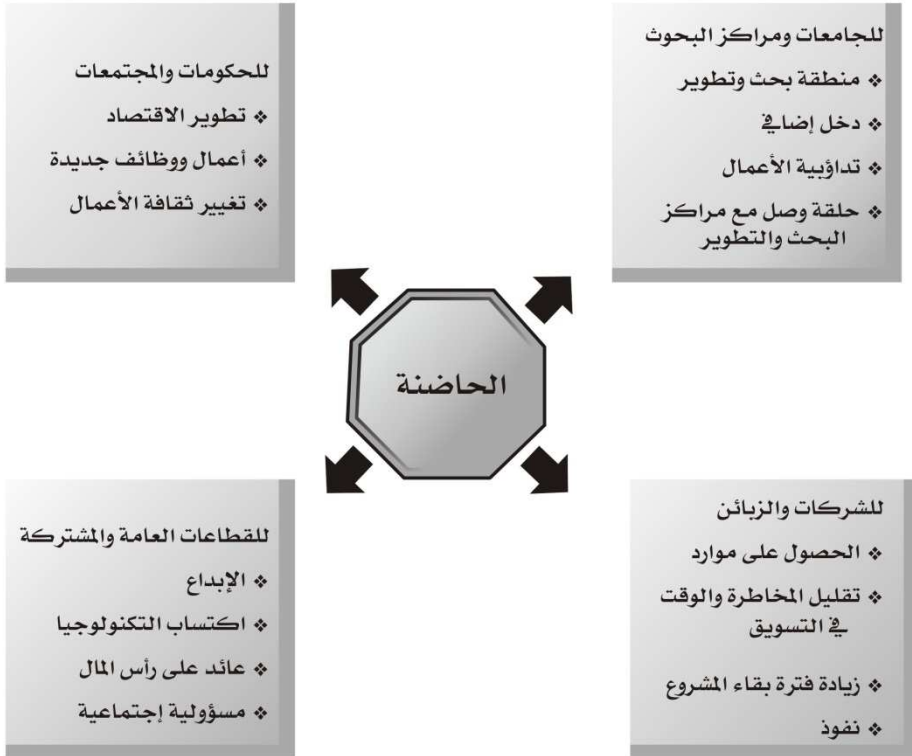 للجامعات ومراكز البحوث
❖ منطقة بحث وتطوير
❖ دخل إضافي
❖ تداؤبية الأعمال
❖ حلقة وصل مع مراكز
البحث والتطوير
للحكومات والمجتمعات
❖ تطوير الاقتصاد
❖ أعمال ووظائف جديدة
❖ تغيير ثقافة الأعمال
الحاضنة
للشركات والزبائن
❖ الحصول على موارد
❖ تقليل المخاطرة والوقت
في التسويق
❖ زيادة فترة بقاء المشروع
❖ نفوذ
للقطاعات العامة والمشتركة
❖ الإبداع
❖ اكتساب التكنولوجيا
❖ عائد على رأس المال
❖ مسؤولية إجتماعية